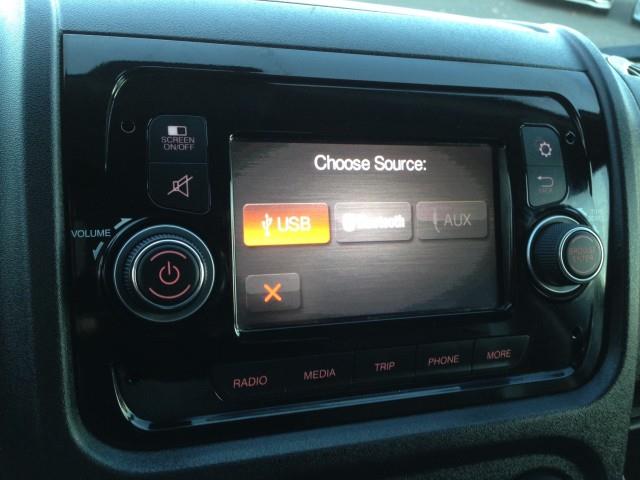 SCREEN
ON/OFF
Choose Source:
VOLUME
USB
Bluetooth
AUX
RADIO
MEDIA
TRIP
PHONE
MORE